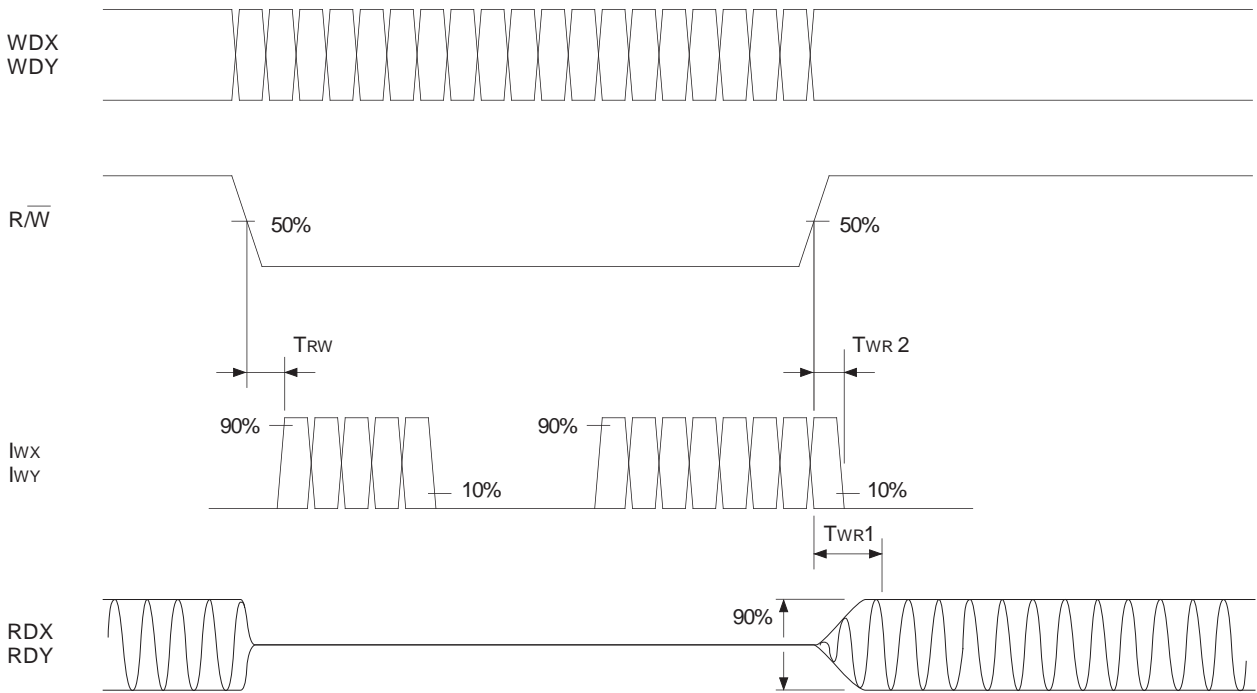 WDX
WDY
R/W̅
50%
50%
TRW
TWR 2
90%
90%
IWX
IWY
10%
10%
TWR1
90%
RDX
RDY